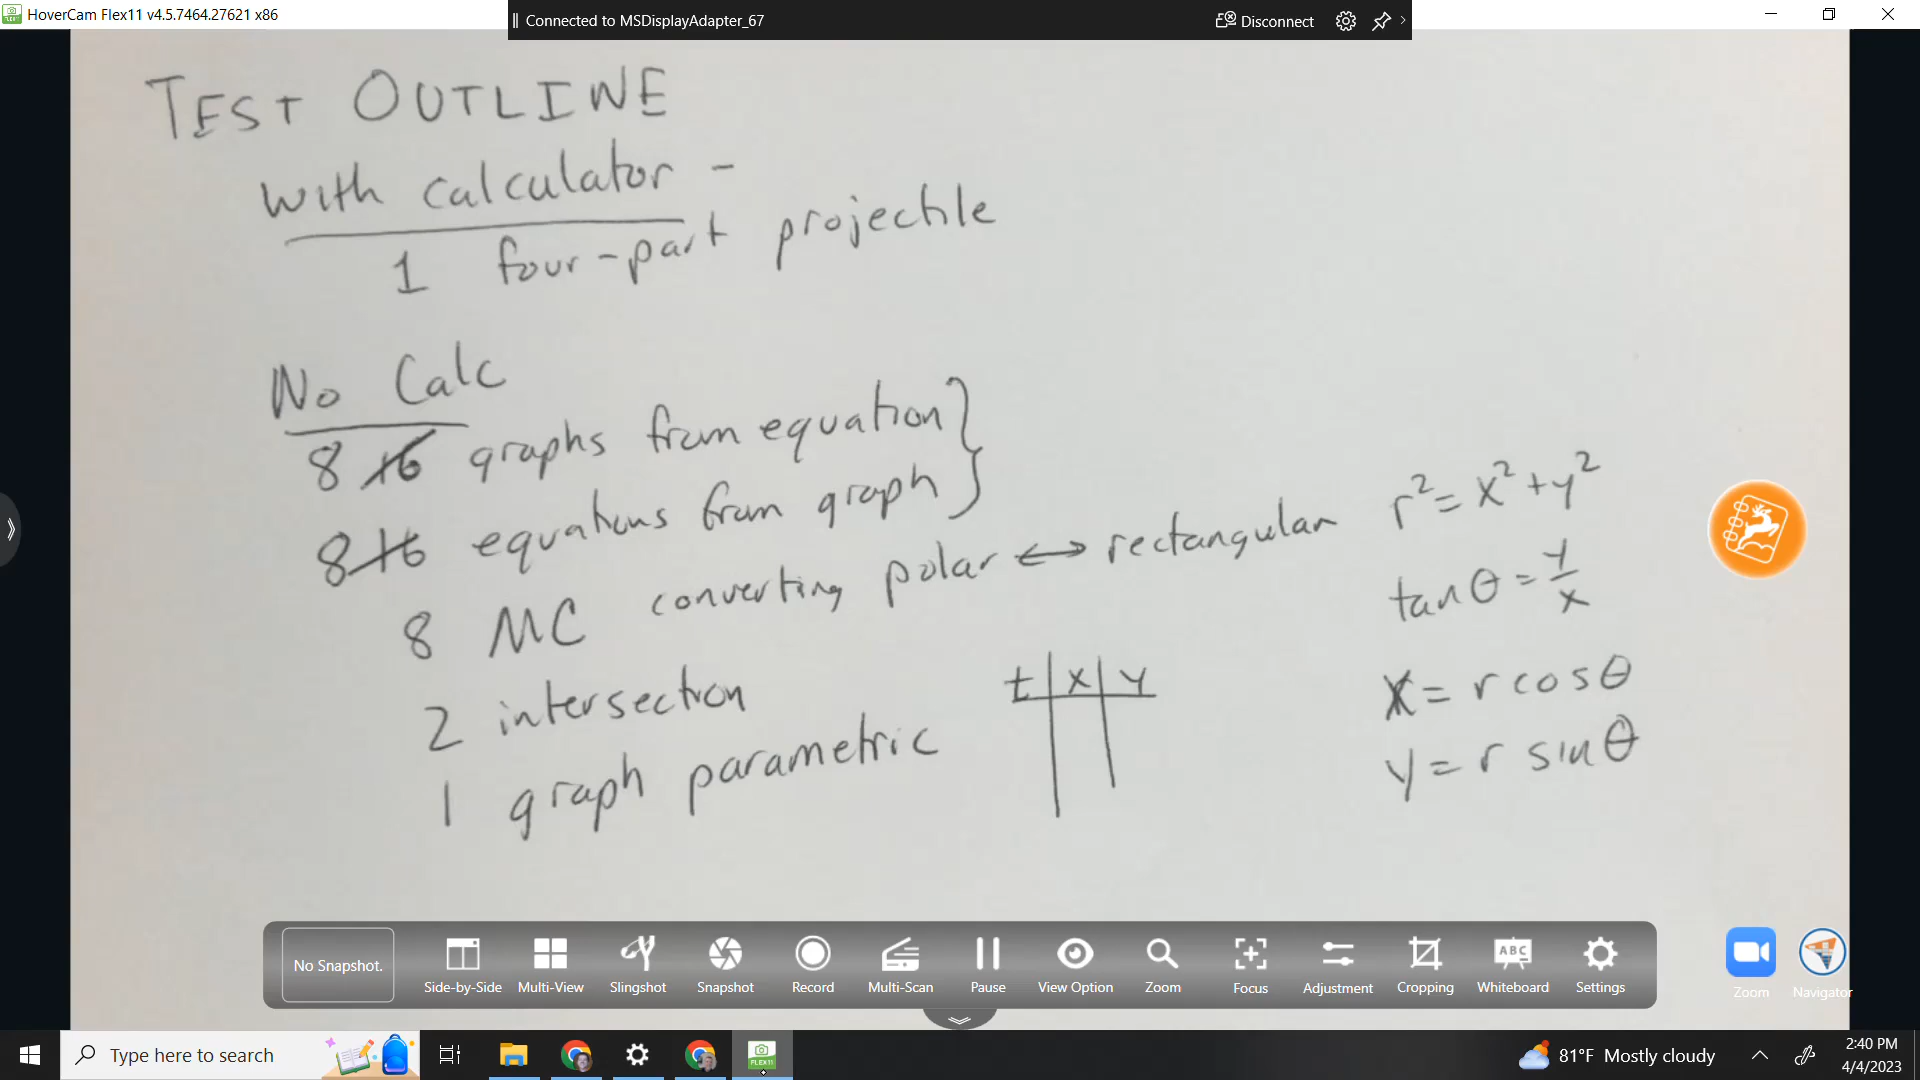 HoverCam Flex11 v4.5.7464.27621 x86
Connected to MSDisplayAdapter_67
Disconnect
TEST OUTLINE
with calculator -
1 four-part projectile
No Calc
8 16 graphs from equation
8 16 equations from graph
8 MC converting polar ↔ rectangular
2 intersection
1 graph parametric
t x y
r² = x² + y²
tan θ = y/x
x = r cos θ
y = r sin θ
No Snapshot.
Side-by-Side Multi-View Slingshot Snapshot Record Multi-Scan Pause View Option Zoom Focus Adjustment Cropping ABC Whiteboard Settings
Zoom Navigator
Type here to search
FLEX11
81°F Mostly cloudy
2:40 PM
4/4/2023